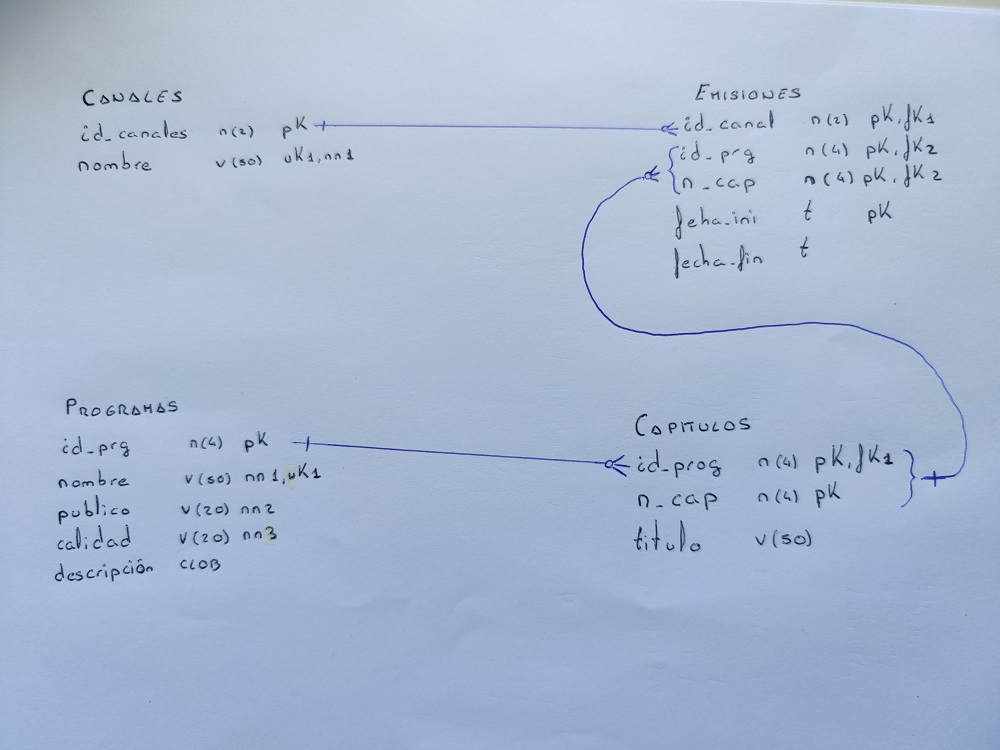 CANALES
id_canales n(2) pK
nombre v(50) uK1,nn1
EMISIONES
id_canal n(2) pK,fK1
id_prg n(4) pK,fK2
n_cap n(4) pK,fK2
feha_ini t pK
fecha_fin t
PROGRAMAS
id_prg n(4) pK
nombre v(50) nn1,uK1
publico v(20) nn2
calidad v(20) nn3
descripción CLOB
CAPITULOS
id_prog n(4) pK,fK1
n_cap n(4) pK
titulo v(50)